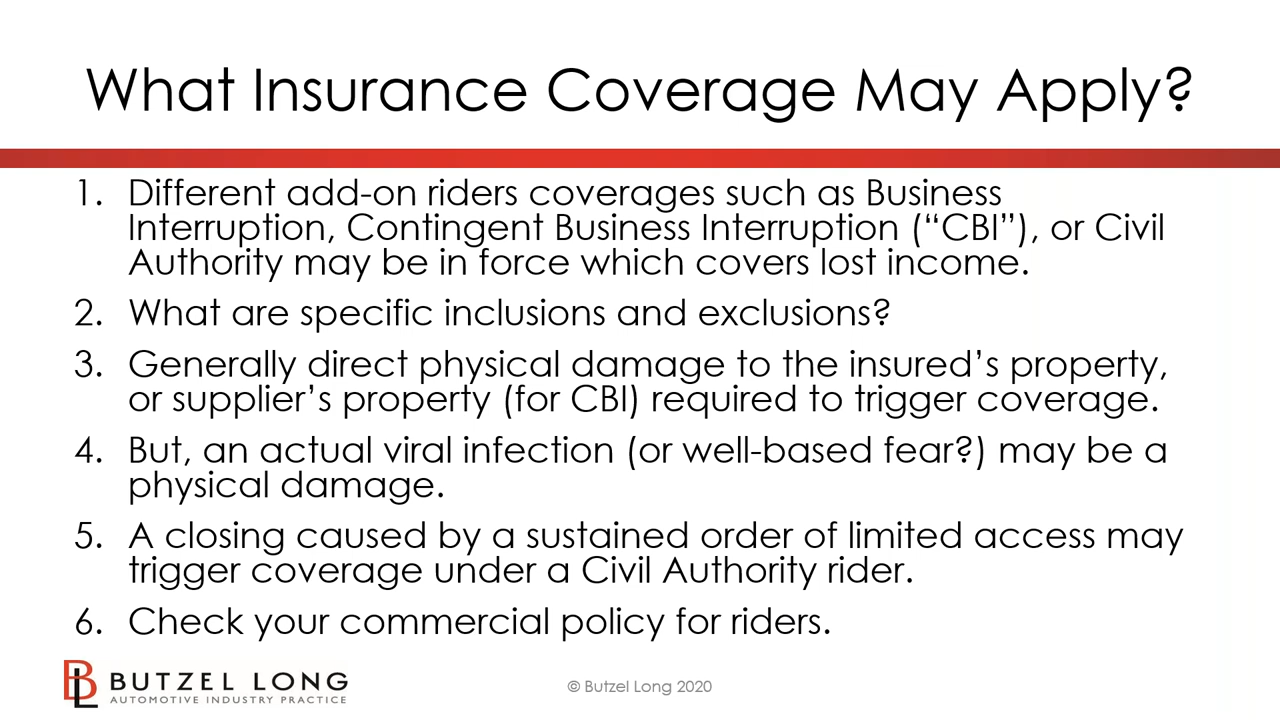 What Insurance Coverage May Apply?
1. Different add-on riders coverages such as Business
Interruption, Contingent Business Interruption (“CBI”), or Civil
Authority may be in force which covers lost income.
2. What are specific inclusions and exclusions?
3. Generally direct physical damage to the insured’s property,
or supplier’s property (for CBI) required to trigger coverage.
4. But, an actual viral infection (or well-based fear?) may be a
physical damage.
5. A closing caused by a sustained order of limited access may
trigger coverage under a Civil Authority rider.
6. Check your commercial policy for riders.
BL BUTZEL LONG
AUTOMOTIVE INDUSTRY PRACTICE
© Butzel Long 2020